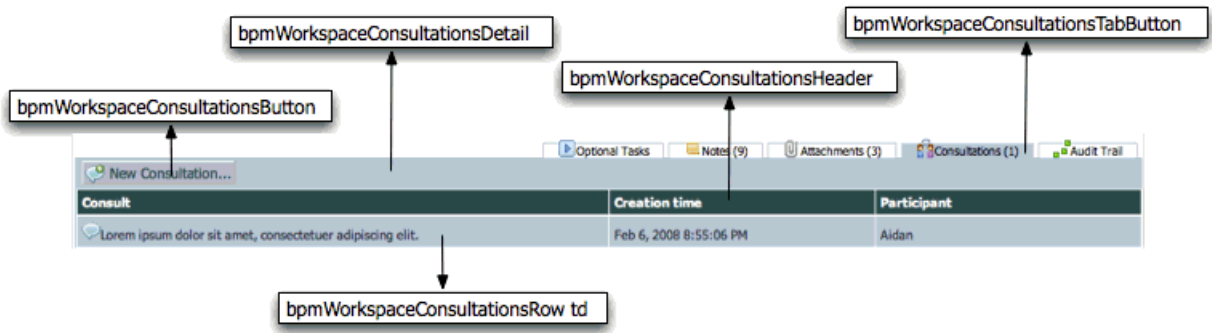 bpmWorkspaceConsultationsTabButton
bpmWorkspaceConsultationsDetail
bpmWorkspaceConsultationsHeader
bpmWorkspaceConsultationsButton
Optional Tasks Notes (9) Attachments (3) Consultations (1) Audit Trail
New Consultation...
Consult Creation time Participant
Lorem ipsum dolor sit amet, consectetuer adipiscing elit. Feb 6, 2008 8:55:06 PM Aidan
bpmWorkspaceConsultationsRow td